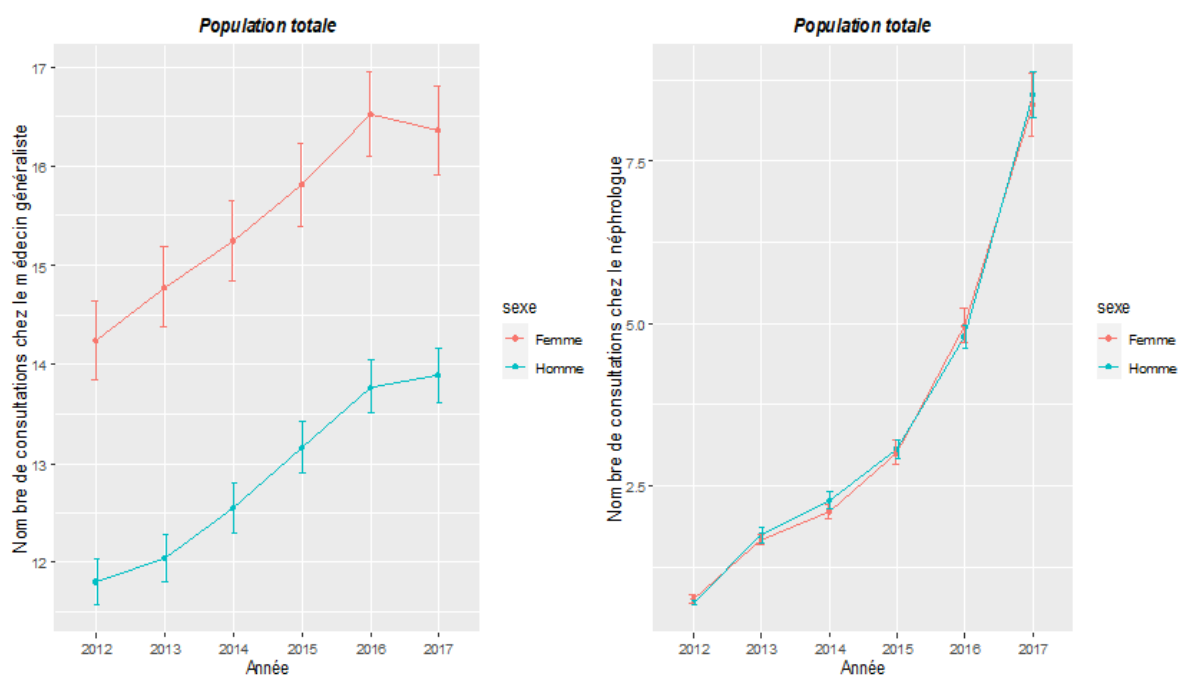 Population totale
Nombre de consultations chez le médecin généraliste
17
16
15
14
13
12
2012 2013 2014 2015 2016 2017
Année
sexe
Femme
Homme
Population totale
Nombre de consultations chez le néphrologue
7.5
5.0
2.5
2012 2013 2014 2015 2016 2017
Année
sexe
Femme
Homme